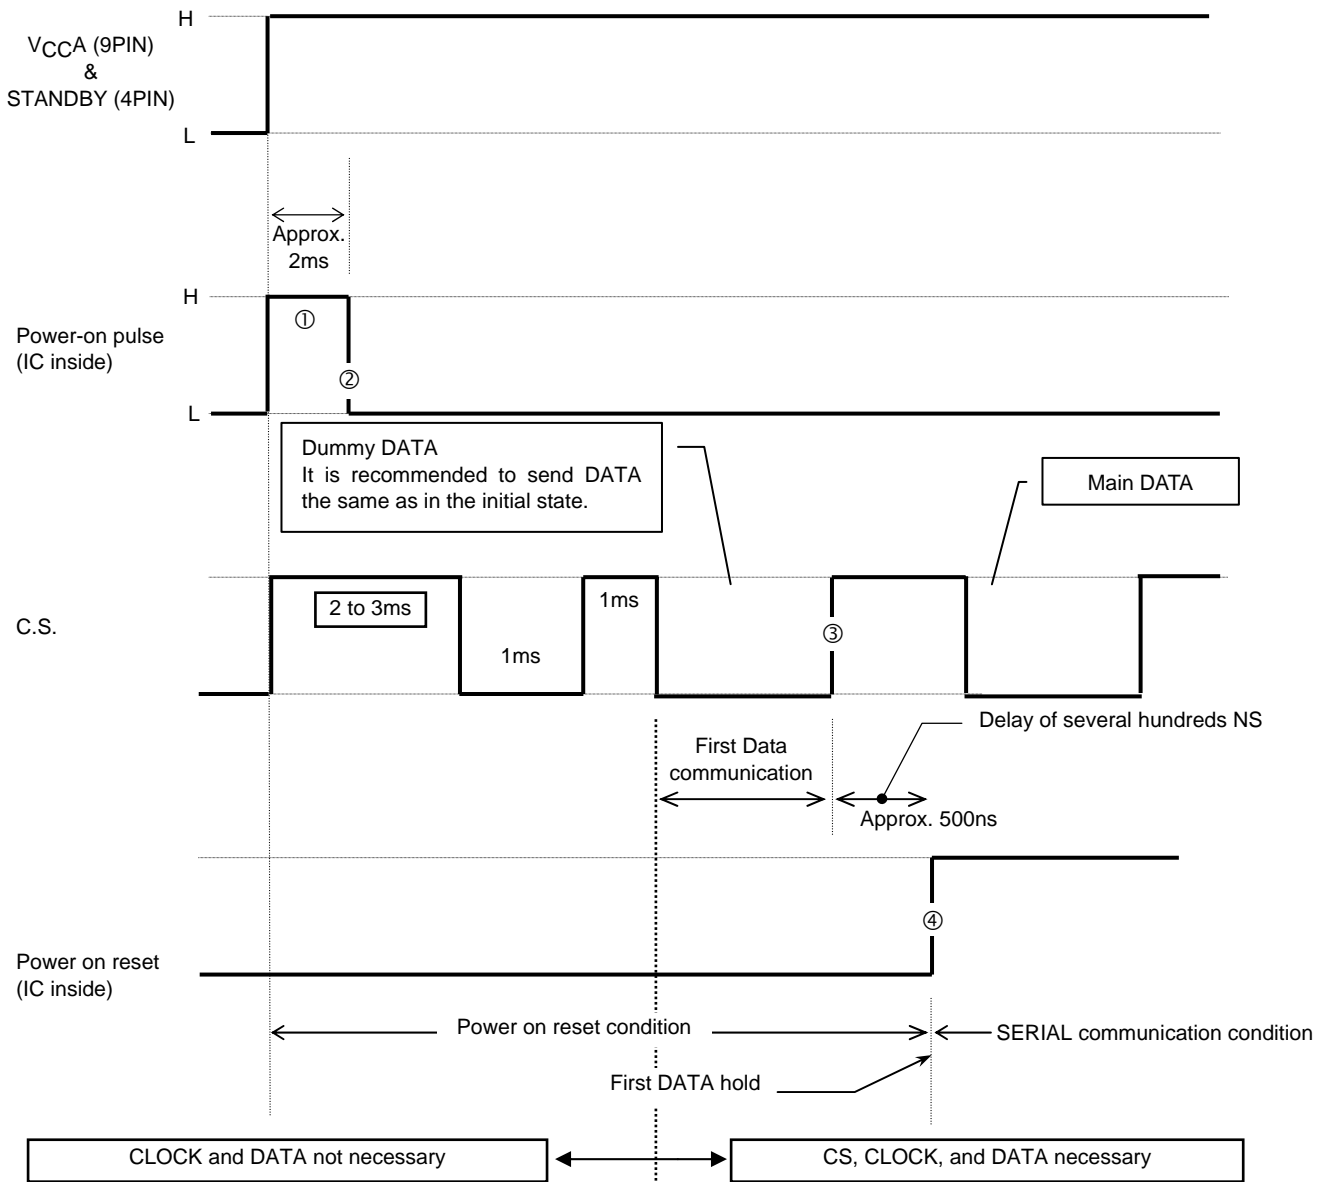 H
VCCA (9PIN)
&
STANDBY (4PIN)
L
Approx.
2ms
H
①
Power-on pulse
(IC inside)
②
L
Dummy DATA
It is recommended to send DATA
the same as in the initial state.
Main DATA
2 to 3ms
1ms
C.S.
1ms
③
Delay of several hundreds NS
First Data
communication
Approx. 500ns
④
Power on reset
(IC inside)
Power on reset condition
SERIAL communication condition
First DATA hold
CLOCK and DATA not necessary
CS, CLOCK, and DATA necessary